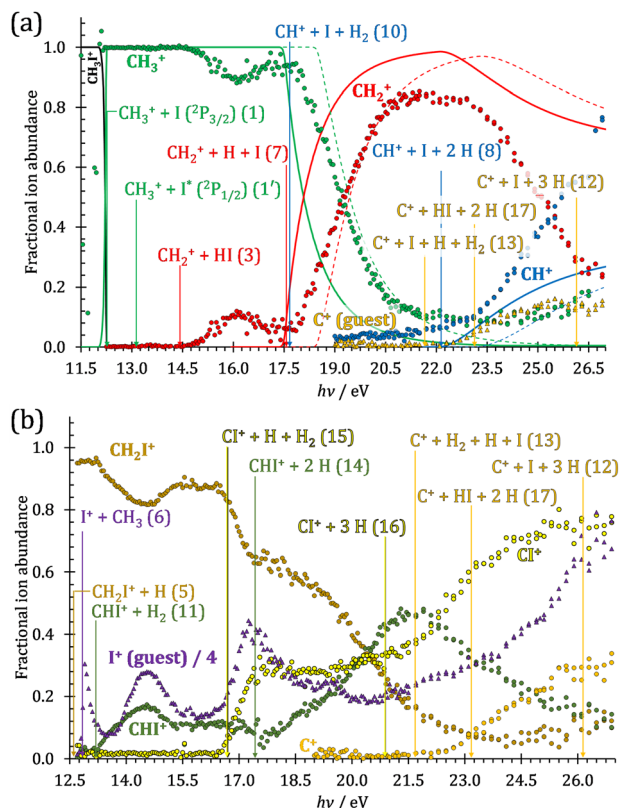 (a)
CH⁺ + I + H₂ (10)
1.0
CH₃I⁺
CH₃⁺
CH₂⁺
0.8
CH₃⁺ + I (²P₃/₂) (1)
CH₂⁺ + H + I (7)
CH⁺ + I + 2 H (8)
0.6
C⁺ + I + 3 H (12)
CH₃⁺ + I* (²P₁/₂) (1′)
C⁺ + HI + 2 H (17)
0.4
C⁺ + I + H + H₂ (13)
CH₂⁺ + HI (3)
CH⁺
0.2
C⁺ (guest)
0.0
Fractional ion abundance
11.5 13.0 14.5 16.0 17.5 19.0 20.5 22.0 23.5 25.0 26.5
hν / eV
(b)
1.0
CI⁺ + H + H₂ (15)
C⁺ + H₂ + H + I (13)
CH₂I⁺
CHI⁺ + 2 H (14)
C⁺ + I + 3 H (12)
0.8
I⁺ + CH₃ (6)
C⁺ + HI + 2 H (17)
CI⁺ + 3 H (16)
CI⁺
0.6
CH₂I⁺ + H (5)
CHI⁺ + H₂ (11)
0.4
I⁺ (guest) / 4
0.2
CHI⁺
C⁺
0.0
Fractional ion abundance
12.5 14.0 15.5 17.0 18.5 20.0 21.5 23.0 24.5 26.0
hν / eV